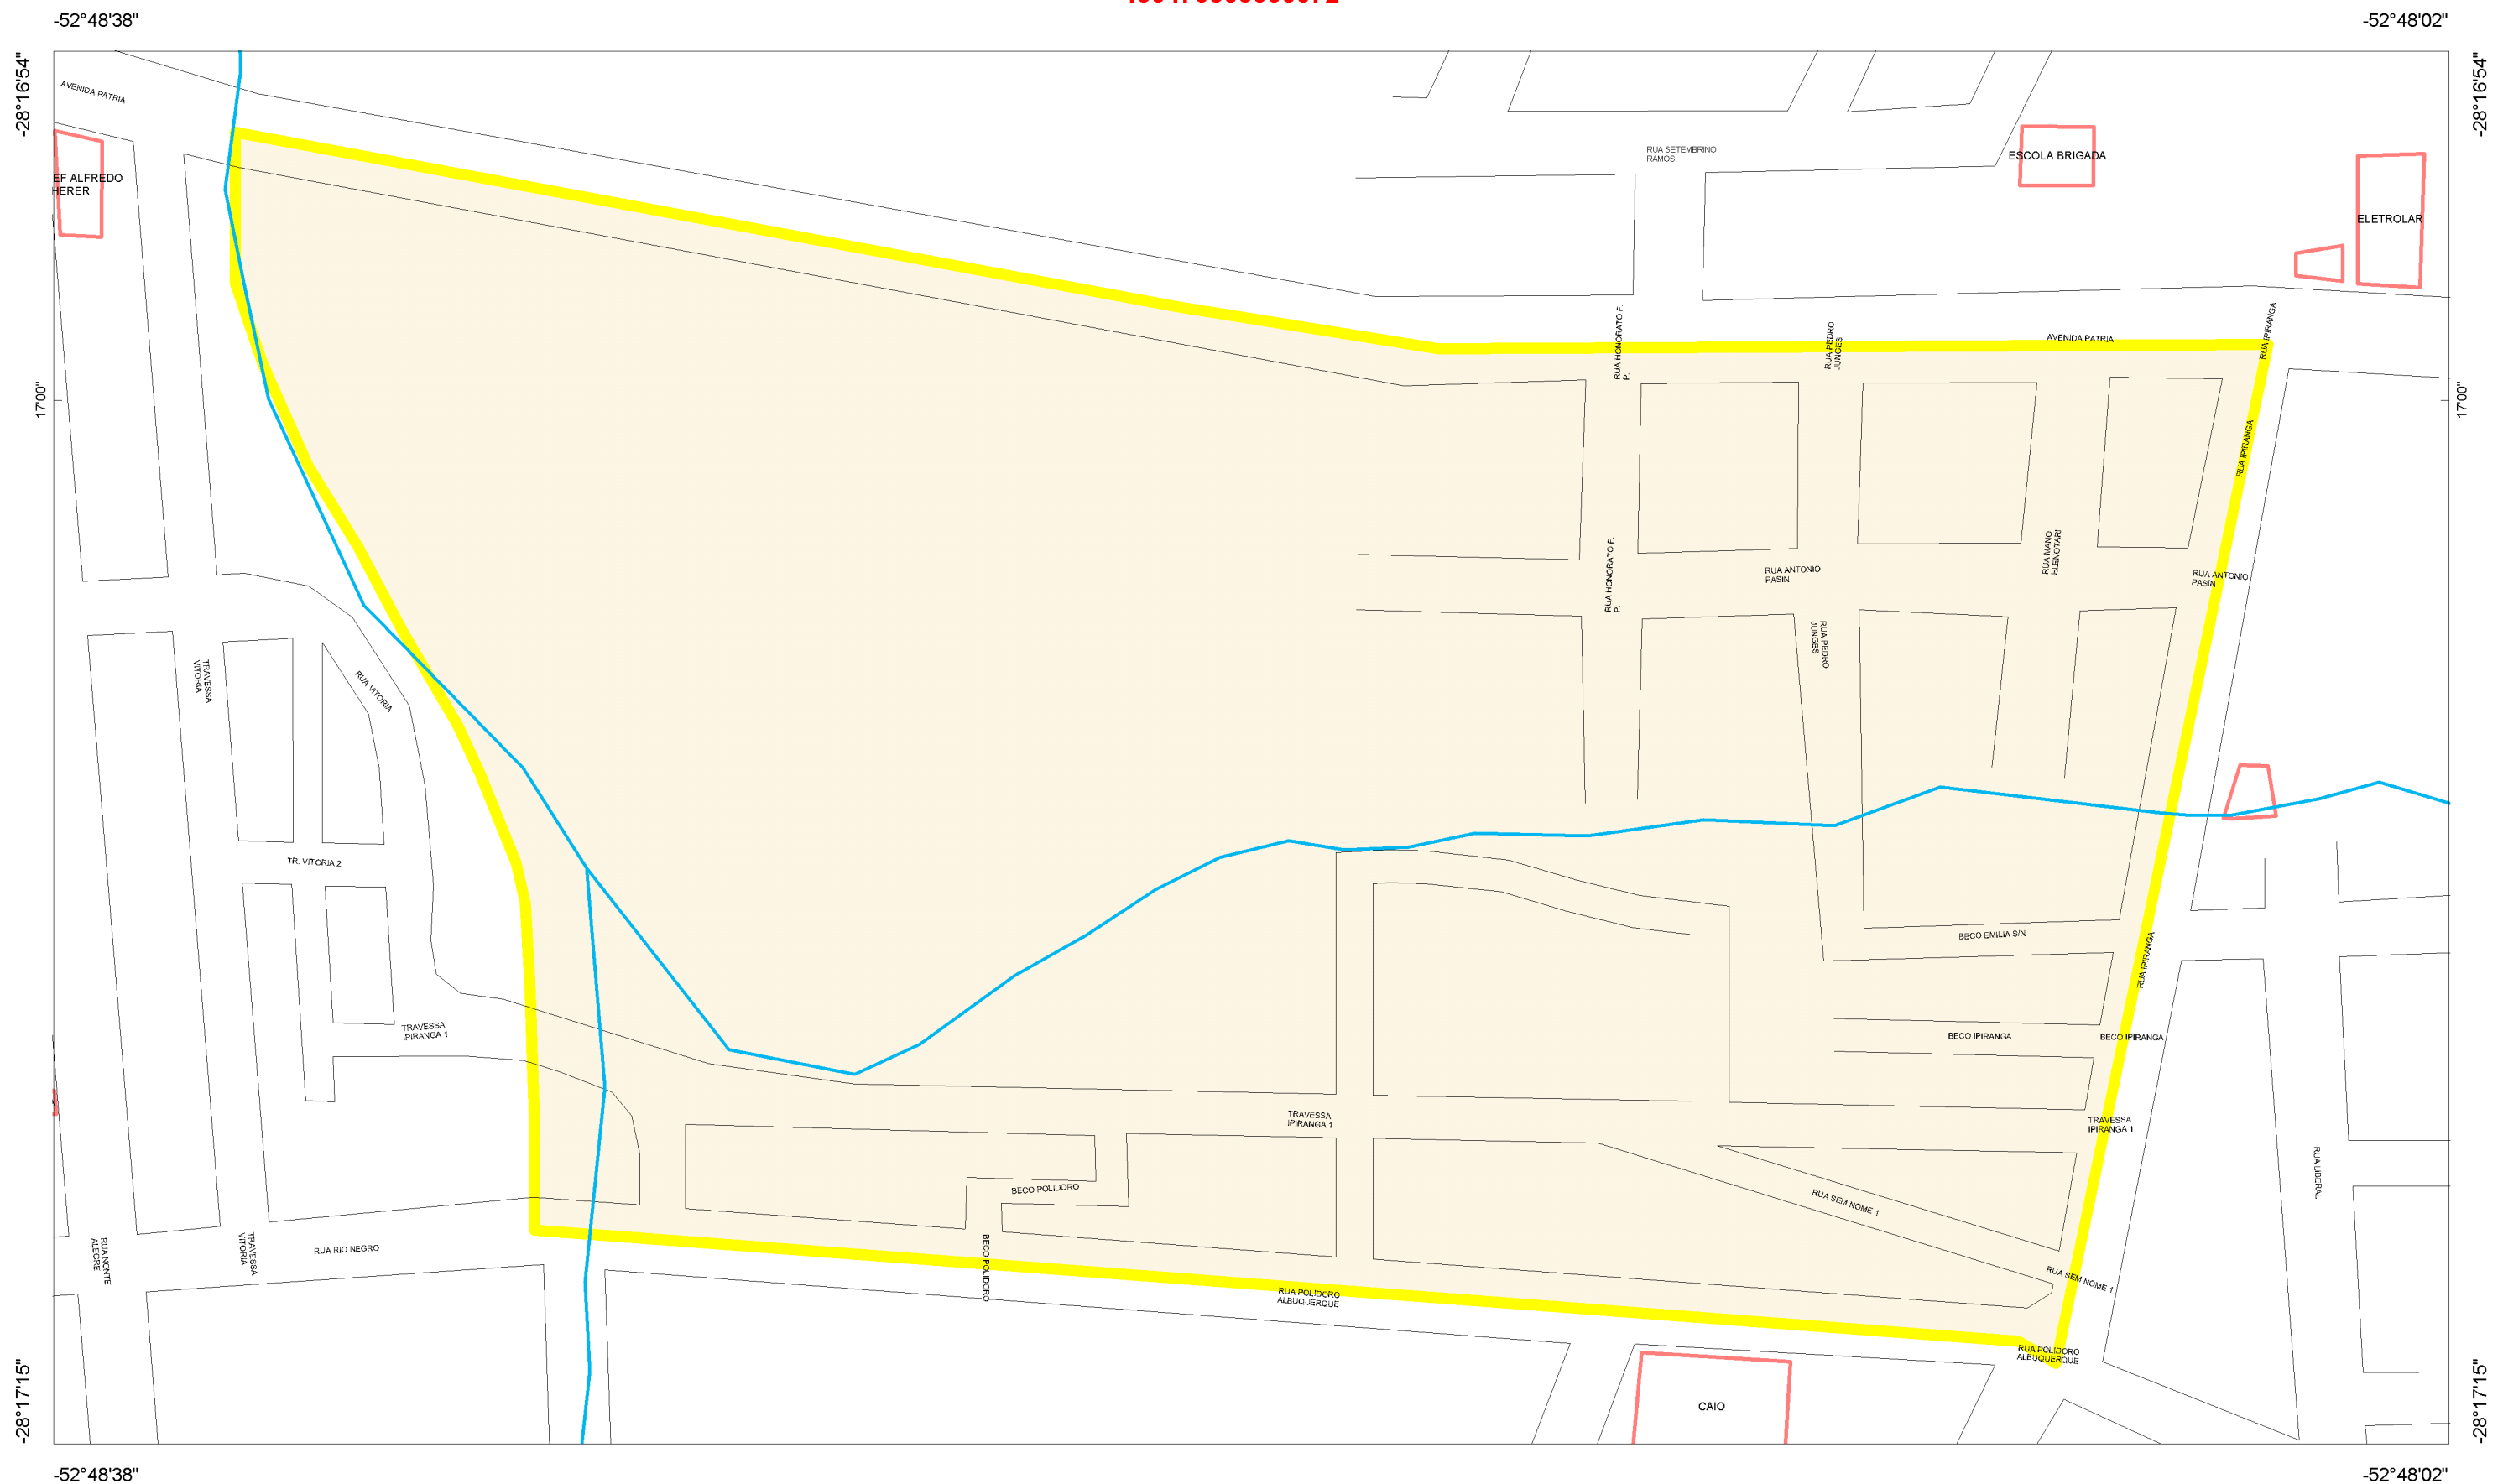 -52°48'38"
-52°48'02"
-28°16'54"
-28°16'54"
AVENIDA PATRIA
RUA SETEMBRINO
RAMOS
ESCOLA BRIGADA
EF ALFREDO
HERER
ELETROLAR
RUA HONORATO F.
P.
RUA PEDRO
JUNGES
AVENIDA PATRIA
RUA IPIRANGA
17'00"
17'00"
RUA IPIRANGA
RUA HONORATO F.
P.
RUA ANTONIO
PASIN
RUA MANO
ELENOTARI
RUA ANTONIO
PASIN
RUA PEDRO
JUNGES
TRAVESSA
VITORIA
RUA VITORIA
TR. VITORIA 2
BECO EMILIA S/N
RUA IPIRANGA
TRAVESSA
IPIRANGA 1
BECO IPIRANGA
BECO IPIRANGA
TRAVESSA
IPIRANGA 1
TRAVESSA
IPIRANGA 1
RUA LIBERAL
BECO POLIDORO
RUA SEM NOME 1
RUA MONTE
ALEGRE
TRAVESSA
VITORIA
RUA RIO NEGRO
BECO POLIDORO
RUA SEM NOME 1
RUA POLIDORO
ALBUQUERQUE
RUA POLIDORO
ALBUQUERQUE
CAIO
-28°17'15"
-28°17'15"
-52°48'38"
-52°48'02"